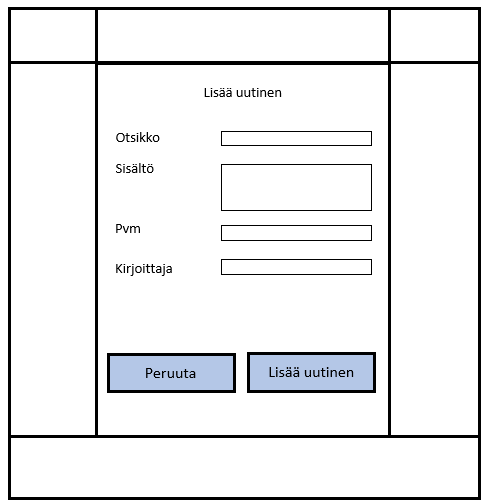 Lisää uutinen
Otsikko
Sisältö
Pvm
Kirjoittaja
Peruuta
Lisää uutinen